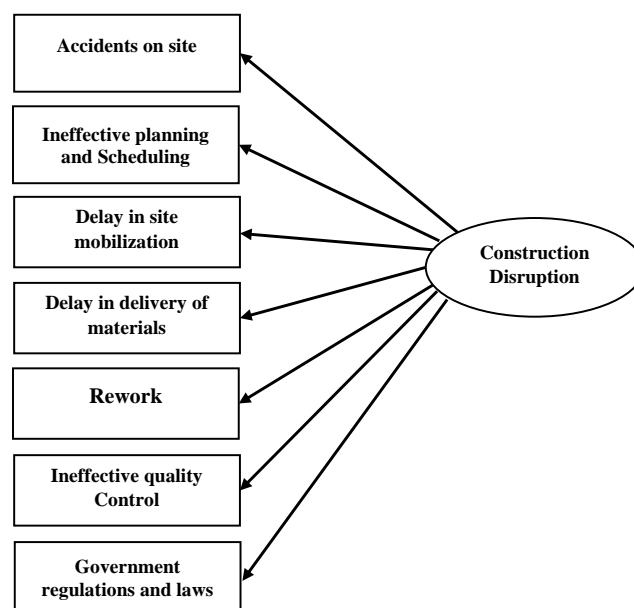 Accidents on site
Ineffective planning
and Scheduling
Delay in site
mobilization
Delay in delivery of
materials
Rework
Ineffective quality
Control
Government
regulations and laws
Construction
Disruption